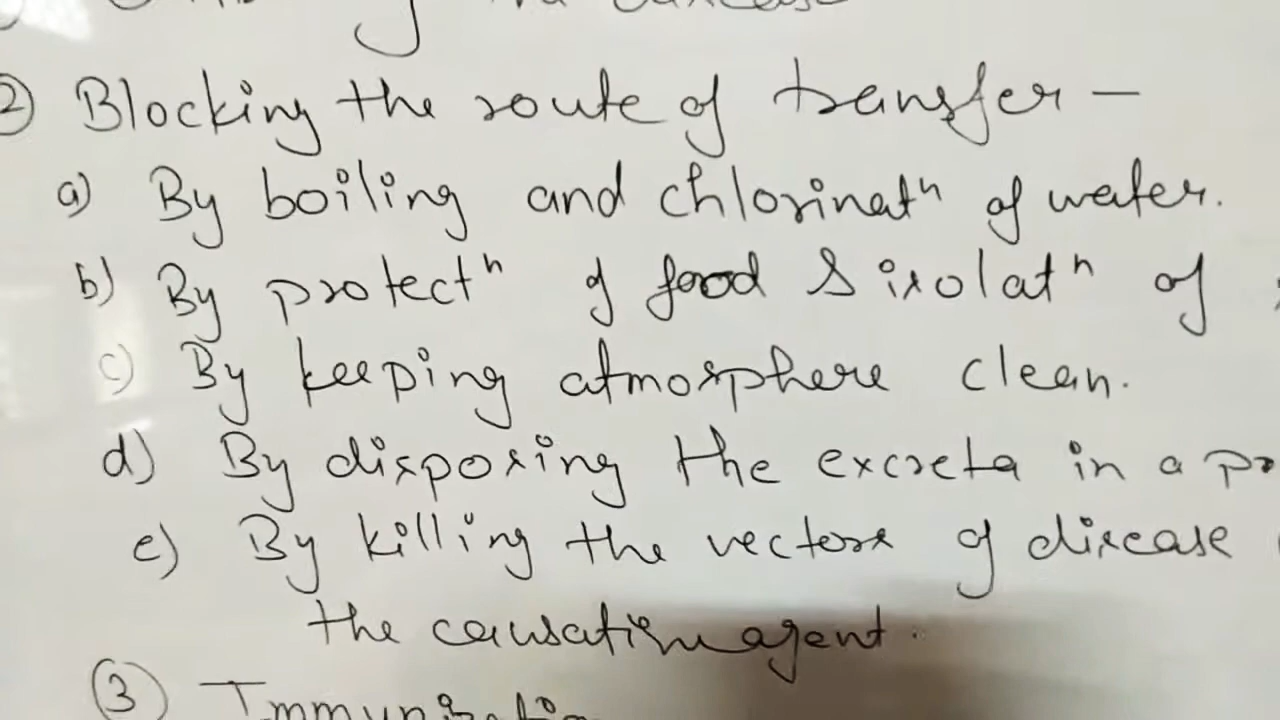 ② Blocking the route of transfer —
a) By boiling and chlorinatⁿ of water.
b) By protectⁿ of food & isolatⁿ of
c) By keeping atmosphere clean.
d) By disposing the excreta in a
e) By killing the vectors of disease
the causative agent.
③ Immunization